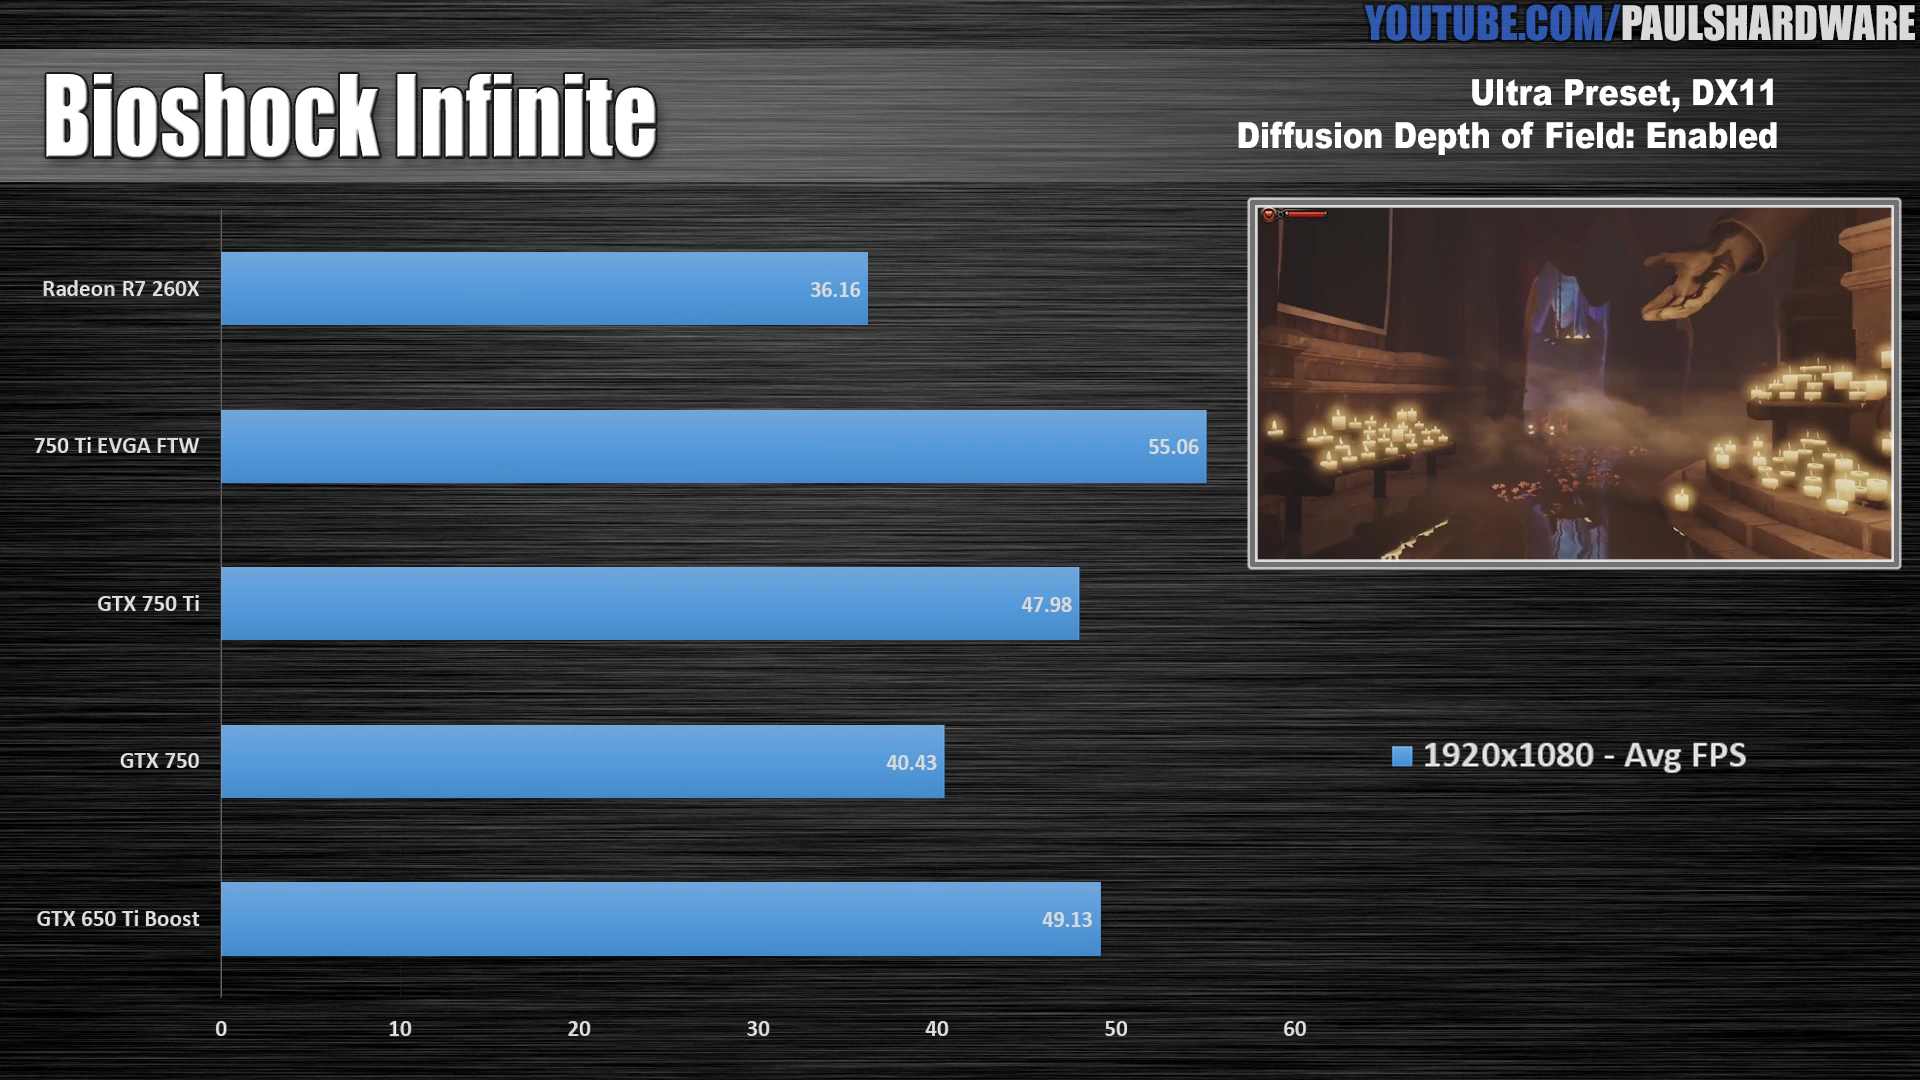 YOUTUBE.COM/PAULSHARDWARE
Bioshock Infinite
Ultra Preset, DX11
Diffusion Depth of Field: Enabled
Radeon R7 260X
36.16
750 Ti EVGA FTW
55.06
GTX 750 Ti
47.98
GTX 750
40.43
1920x1080 - Avg FPS
GTX 650 Ti Boost
49.13
0 10 20 30 40 50 60